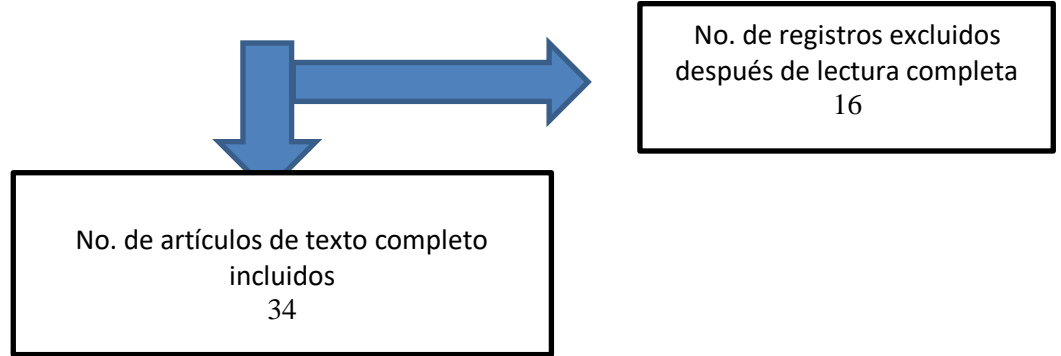 No. de registros excluidos
después de lectura completa
16
No. de artículos de texto completo
incluidos
34